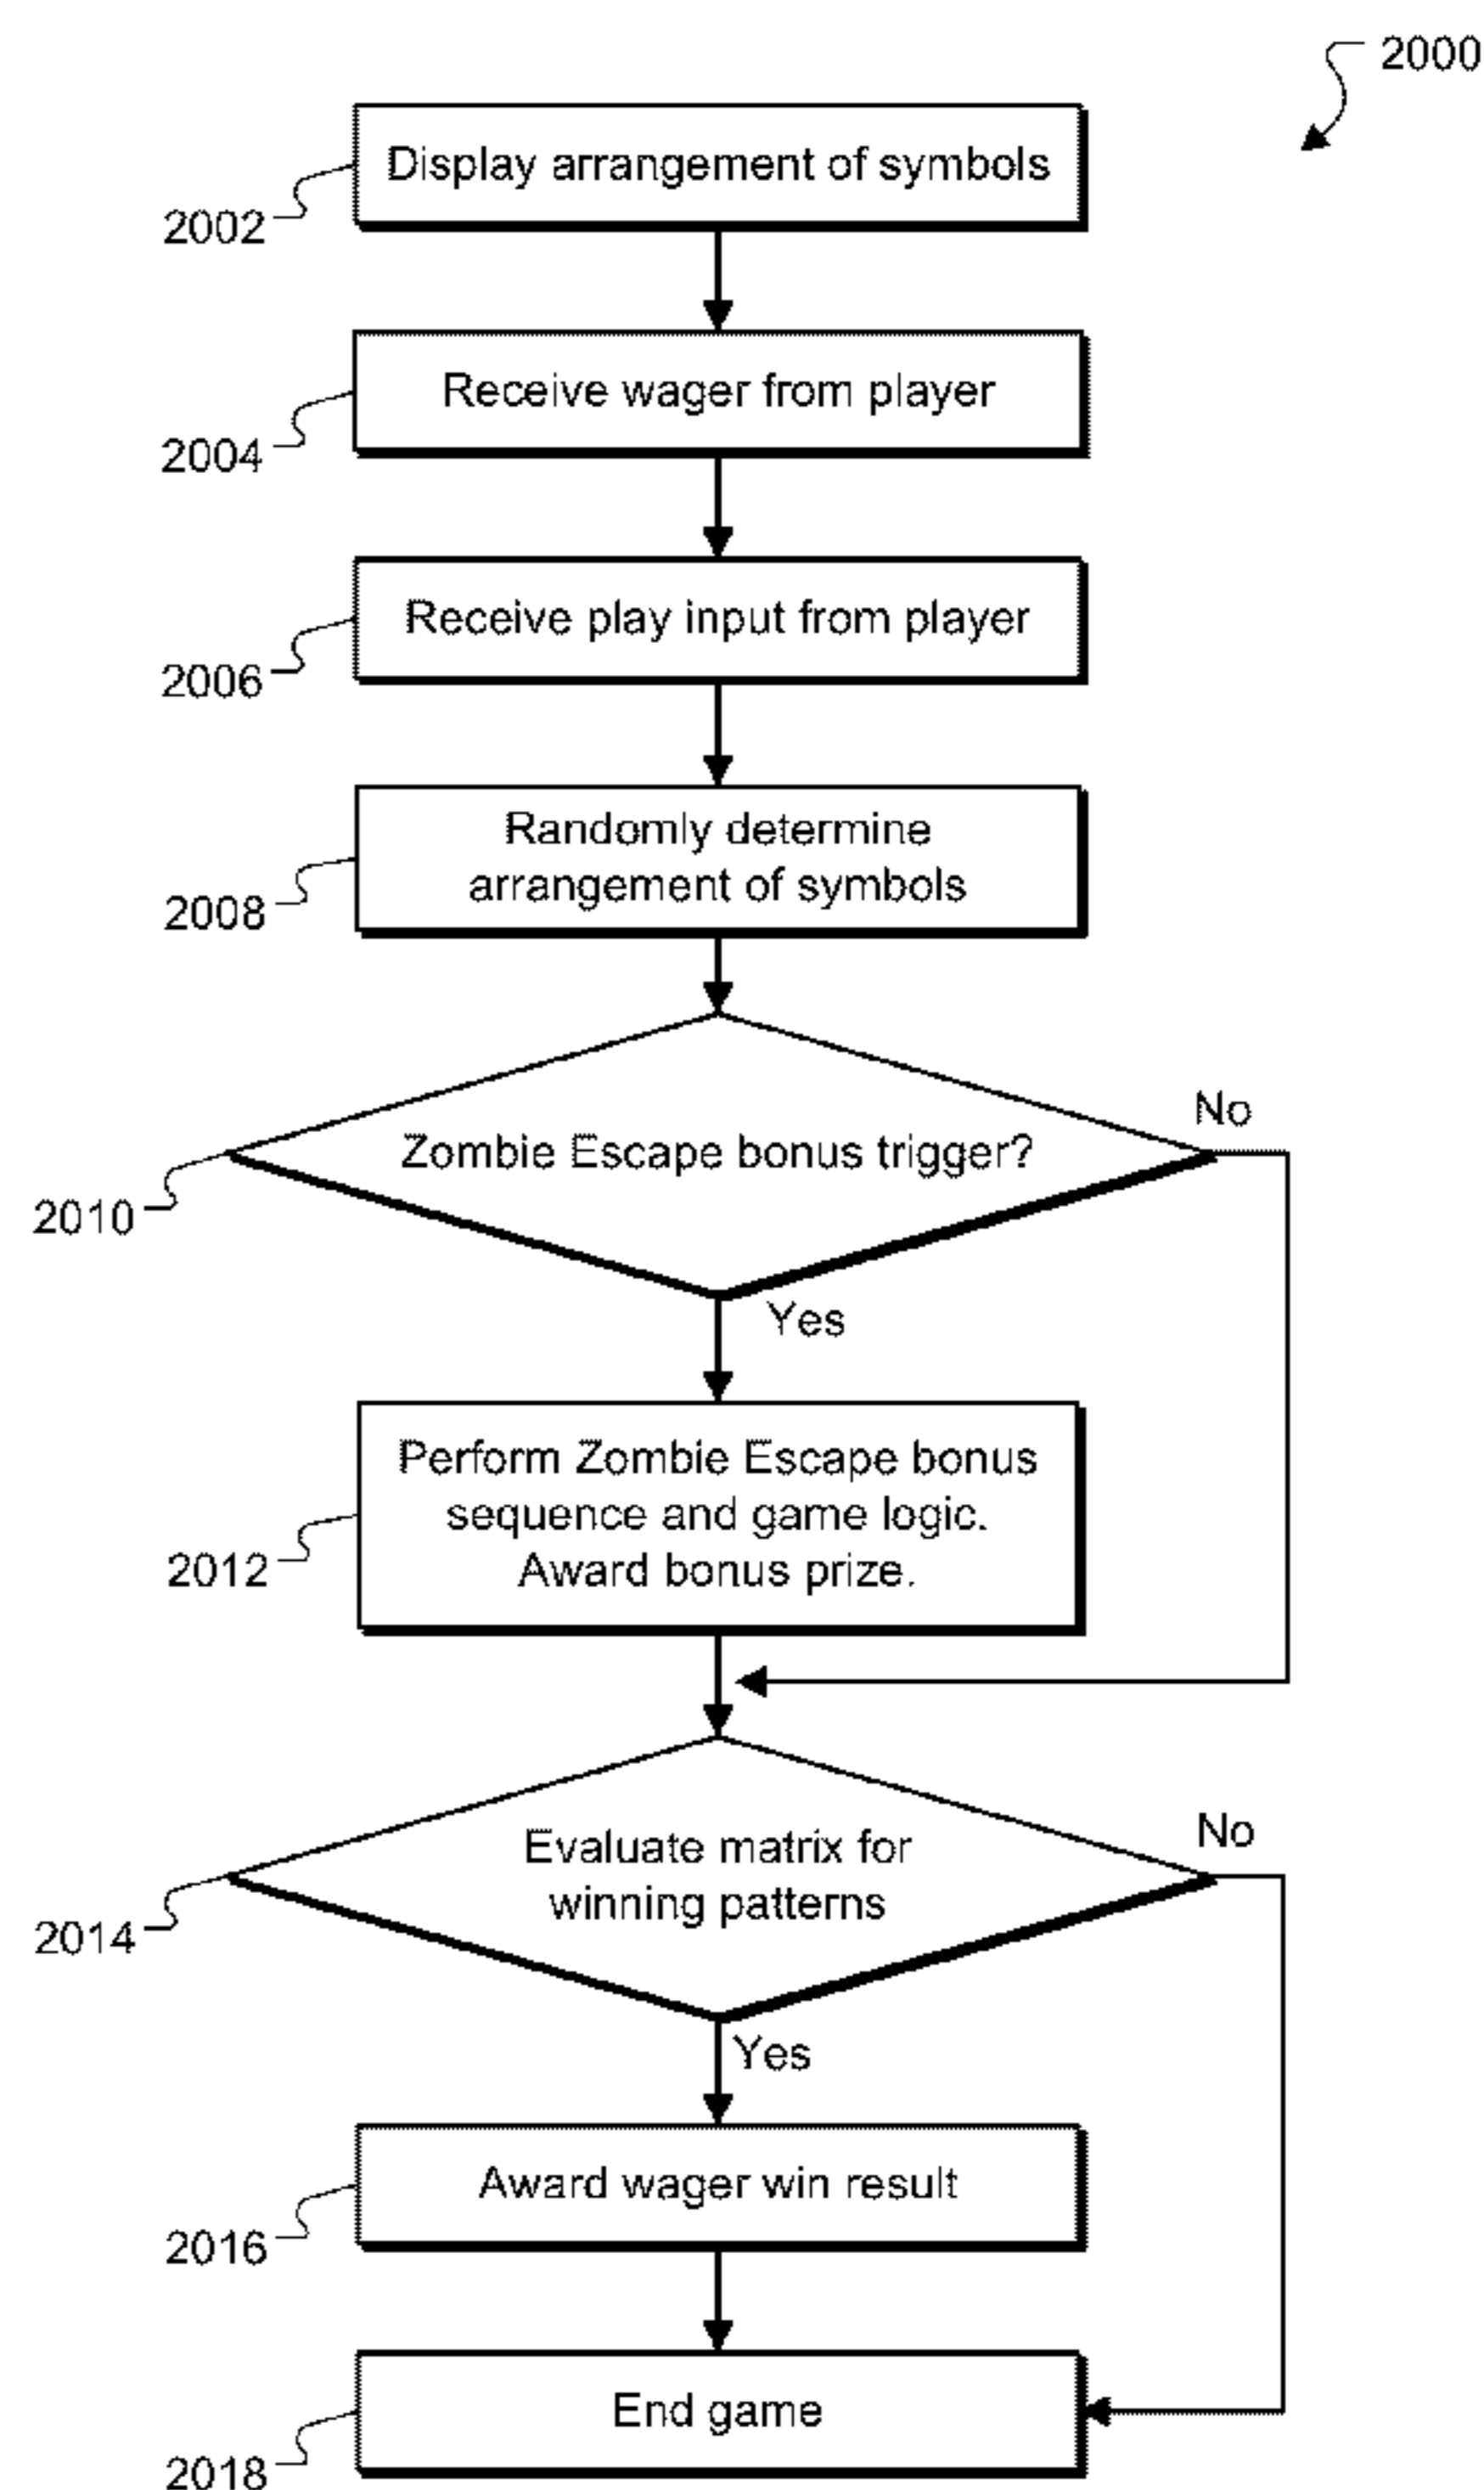 2000
Display arrangement of symbols
2002
Receive wager from player
2004
Receive play input from player
2006
Randomly determine
arrangement of symbols
2008
No
Zombie Escape bonus trigger?
2010
Yes
Perform Zombie Escape bonus
sequence and game logic.
Award bonus prize.
2012
No
Evaluate matrix for
winning patterns
2014
Yes
Award wager win result
2016
End game
2018